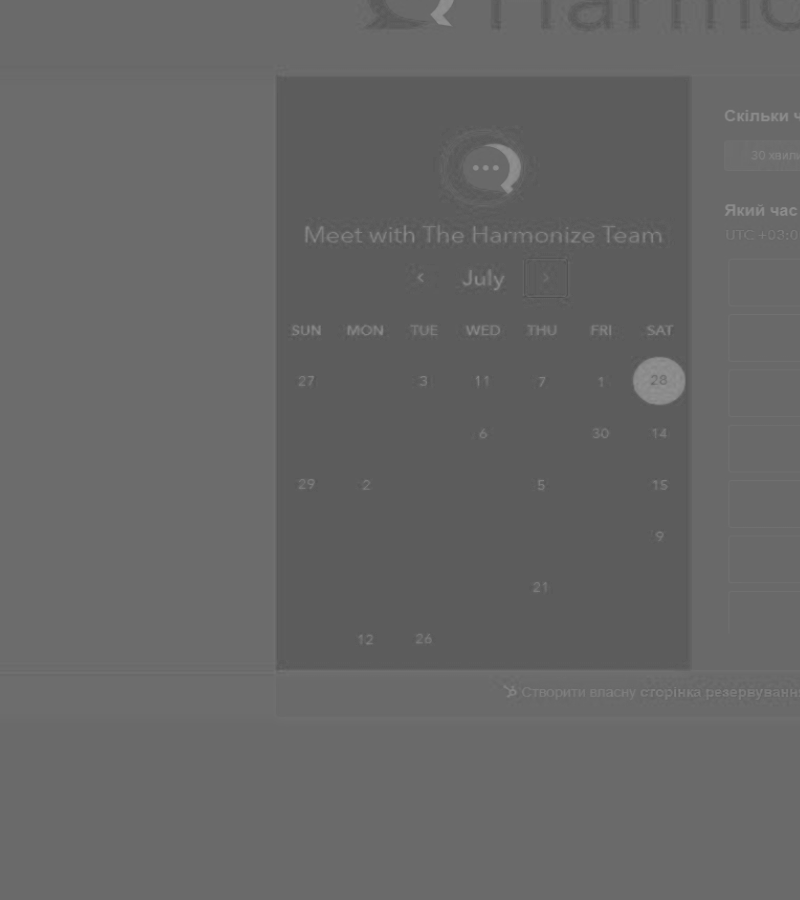 Harmo
Meet with The Harmonize Team
July
SUN MON TUE WED THU FRI SAT
27 3 11 7 1 28
6 30 14
29 2 5 15
9
21
12 26
Скільки ч
30 хвили
Який час
UTC +03:0
Створити власну сторінка резервуванн